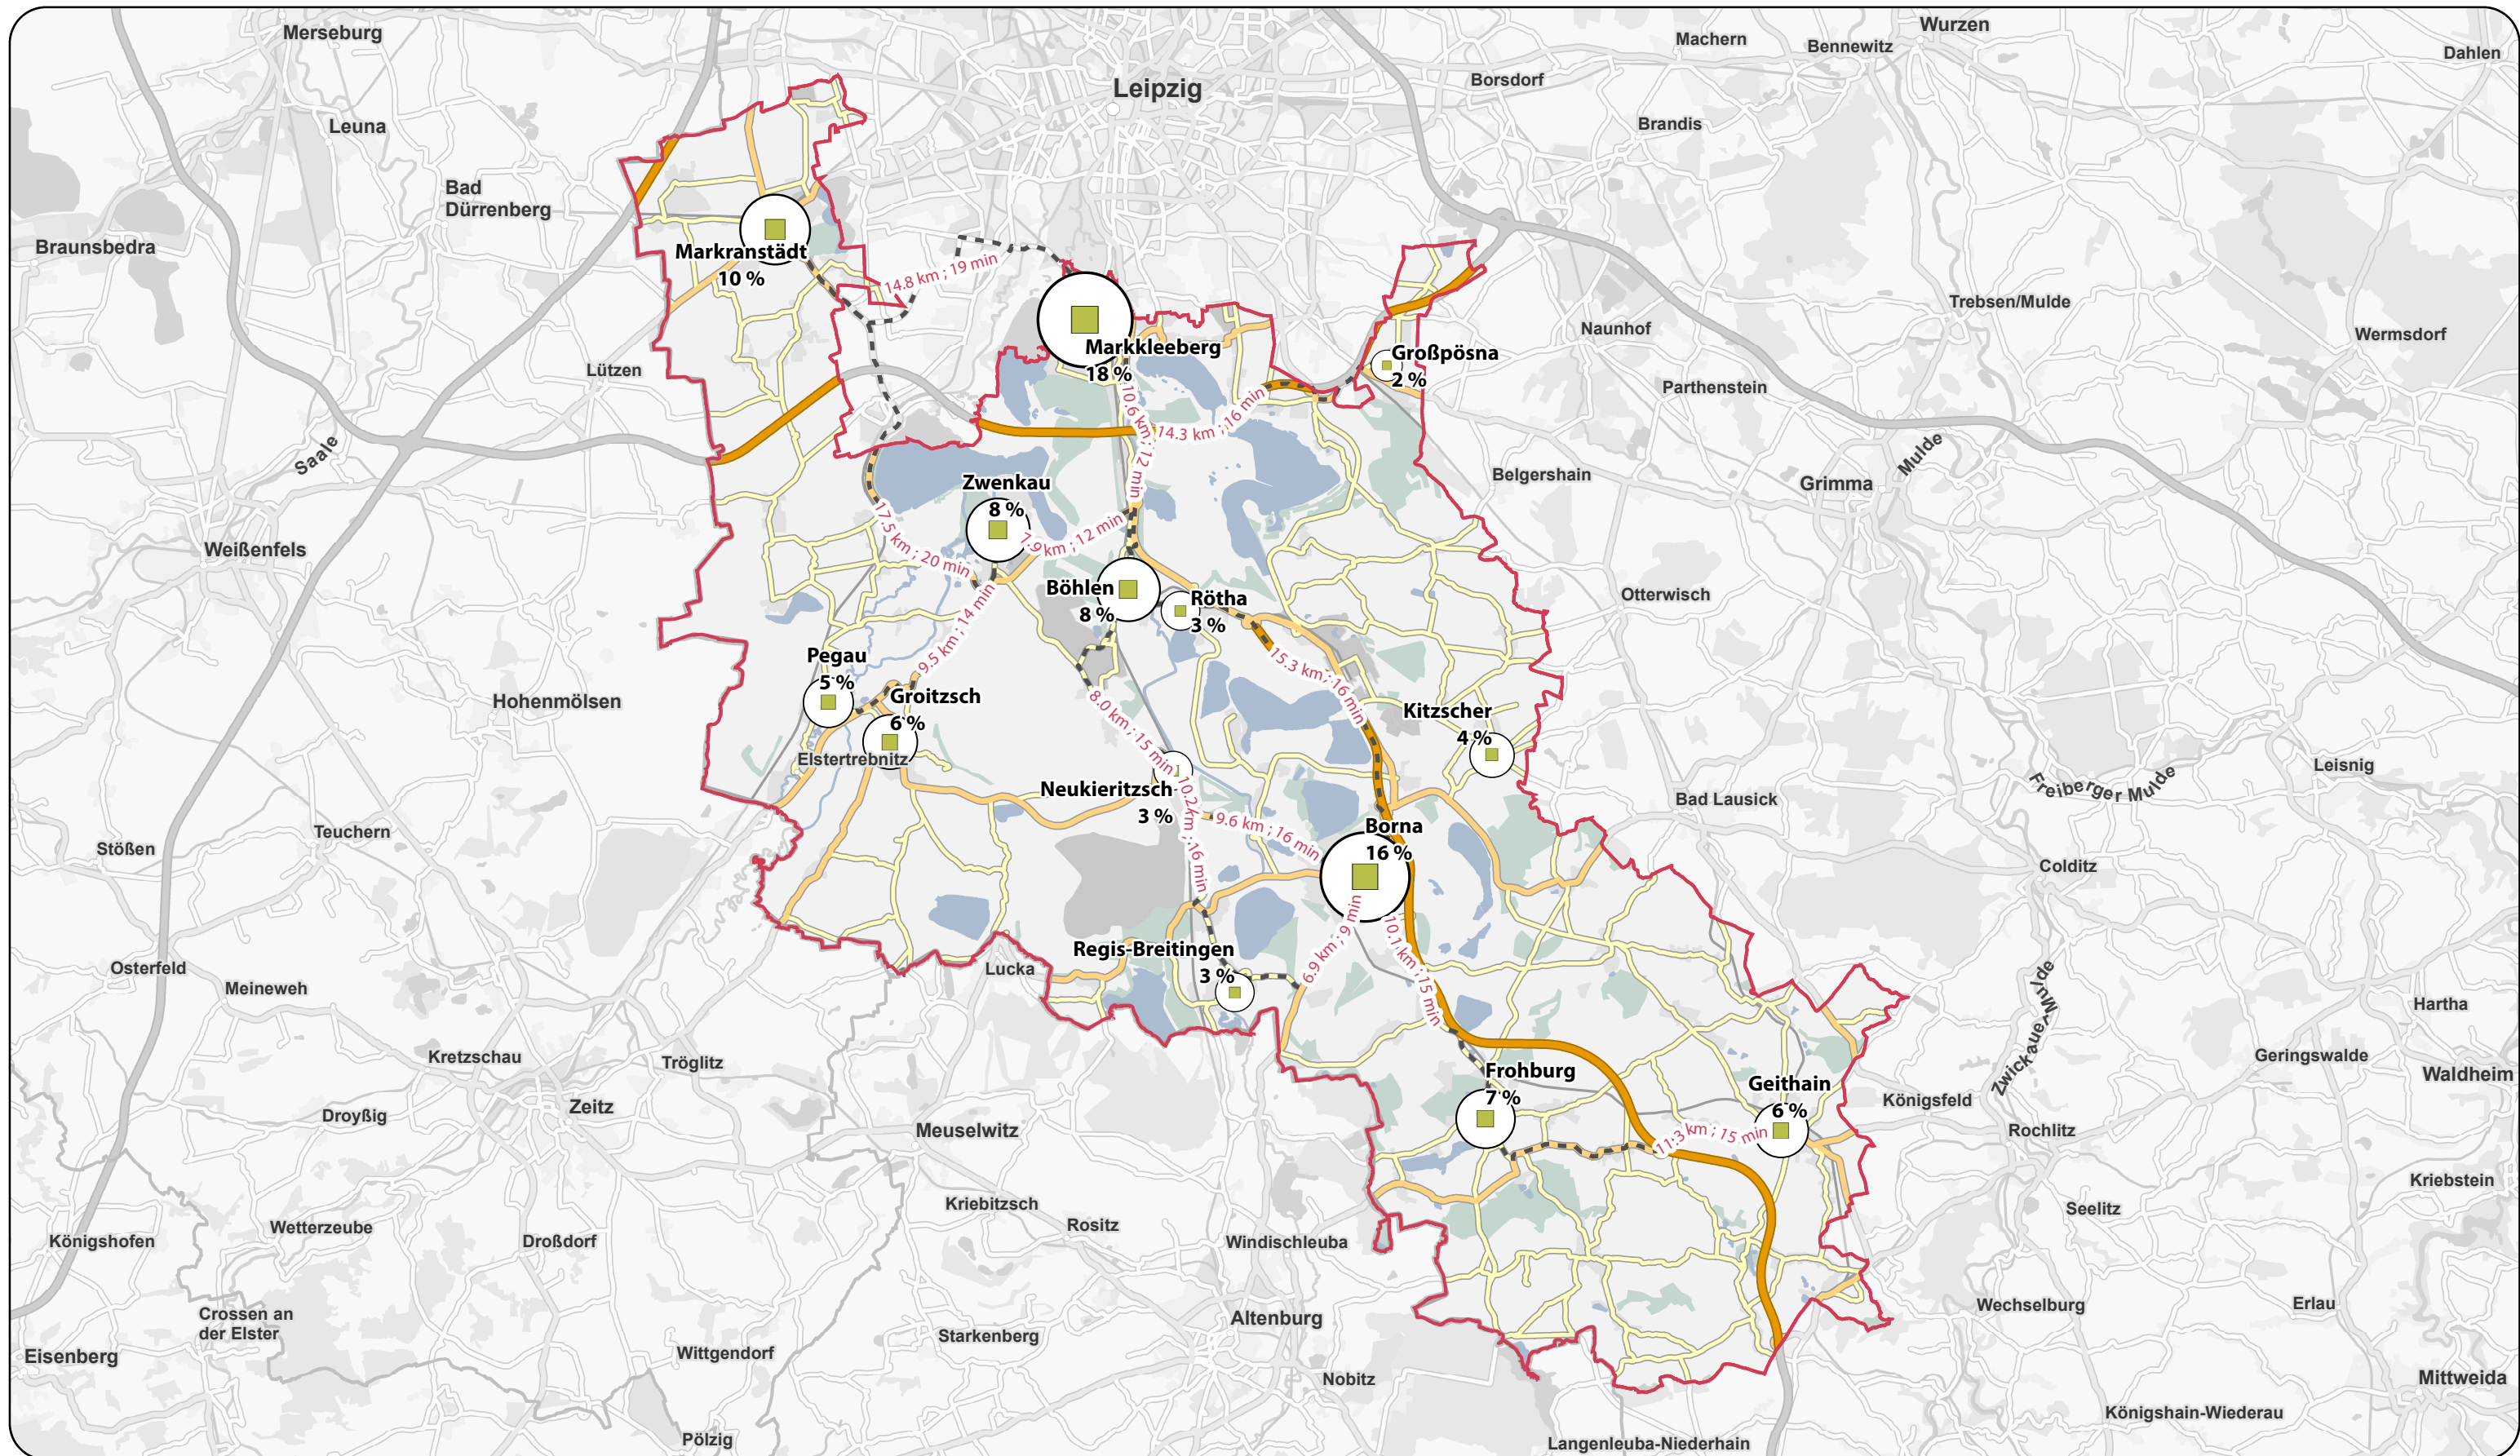 Merseburg
Leipzig
Machern
Bennewitz
Wurzen
Dahlen
Borsdorf
Leuna
Brandis
Bad
Dürrenberg
Braunsbedra
Markranstädt
10 %
14.8 km ; 19 min
Trebsen/Mulde
Naunhof
Wermsdorf
Markkleeberg
18 %
Großpösna
2 %
Lützen
Parthenstein
10.6 km ; 12 min
14.3 km ; 16 min
Saale
Mulde
Belgershain
Grimma
Zwenkau
8 %
17.5 km ; 20 min
7.9 km ; 12 min
Weißenfels
Böhlen
8 %
Rötha
3 %
Otterwisch
9.5 km ; 14 min
Pegau
5 %
15.3 km ; 16 min
Hohenmölsen
Groitzsch
6 %
8.0 km ; 15 min
Kitzscher
4 %
Elstertrebnitz
Leisnig
Freiberger Mulde
Neukieritzsch
3 %
10.2 km ; 16 min
9.6 km ; 16 min
Bad Lausick
Teuchern
Stößen
Borna
16 %
Colditz
6.9 km ; 9 min
10.1 km ; 15 min
Regis-Breitingen
3 %
Osterfeld
Lucka
Meineweh
Zwickauer Mulde
Hartha
Kretzschau
Tröglitz
Geringswalde
Waldheim
Frohburg
7 %
Geithain
6 %
Königsfeld
Zeitz
Droyßig
Meuselwitz
11.3 km ; 15 min
Rochlitz
Kriebstein
Kriebitzsch
Seelitz
Wetterzeube
Rositz
Königshofen
Droßdorf
Windischleuba
Crossen an
der Elster
Altenburg
Wechselburg
Erlau
Starkenberg
Eisenberg
Wittgendorf
Nobitz
Mittweida
Königshain-Wiederau
Pölzig
Langenleuba-Niederhain